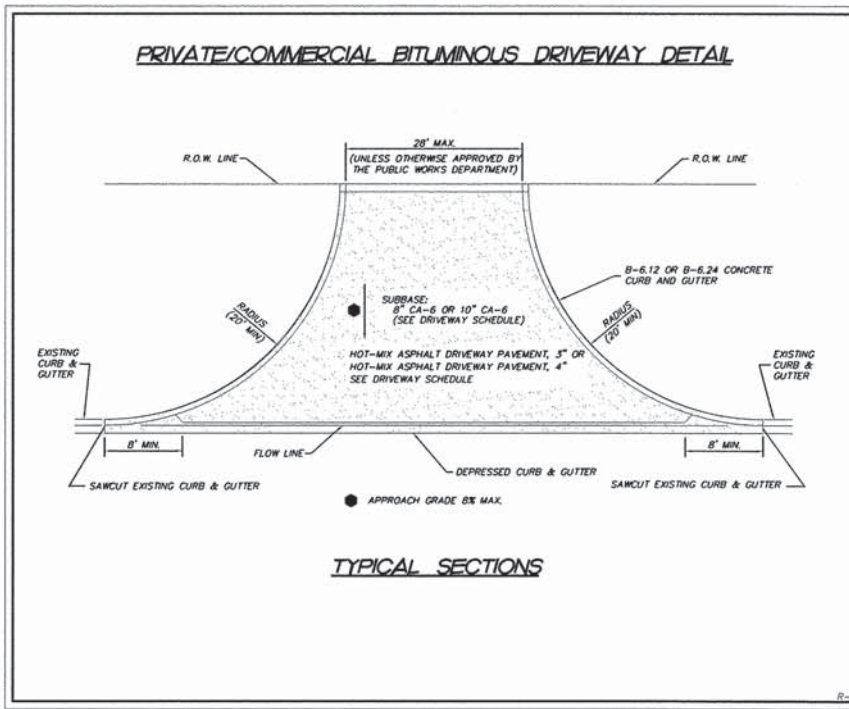 PRIVATE/COMMERCIAL BITUMINOUS DRIVEWAY DETAIL
28' MAX.
(UNLESS OTHERWISE APPROVED BY
THE PUBLIC WORKS DEPARTMENT)
R.O.W. LINE
R.O.W. LINE
B-6.12 OR B-6.24 CONCRETE
CURB AND GUTTER
SUBBASE:
8" CA-6 OR 10" CA-6
(SEE DRIVEWAY SCHEDULE)
RADIUS
(20' MIN)
RADIUS
(20' MIN)
HOT-MIX ASPHALT DRIVEWAY PAVEMENT, 3" OR
HOT-MIX ASPHALT DRIVEWAY PAVEMENT, 4"
SEE DRIVEWAY SCHEDULE
EXISTING
CURB &
GUTTER
EXISTING
CURB &
GUTTER
8' MIN.
FLOW LINE
8' MIN.
DEPRESSED CURB & GUTTER
SAWCUT EXISTING CURB & GUTTER
SAWCUT EXISTING CURB & GUTTER
APPROACH GRADE 8% MAX.
TYPICAL SECTIONS
R-